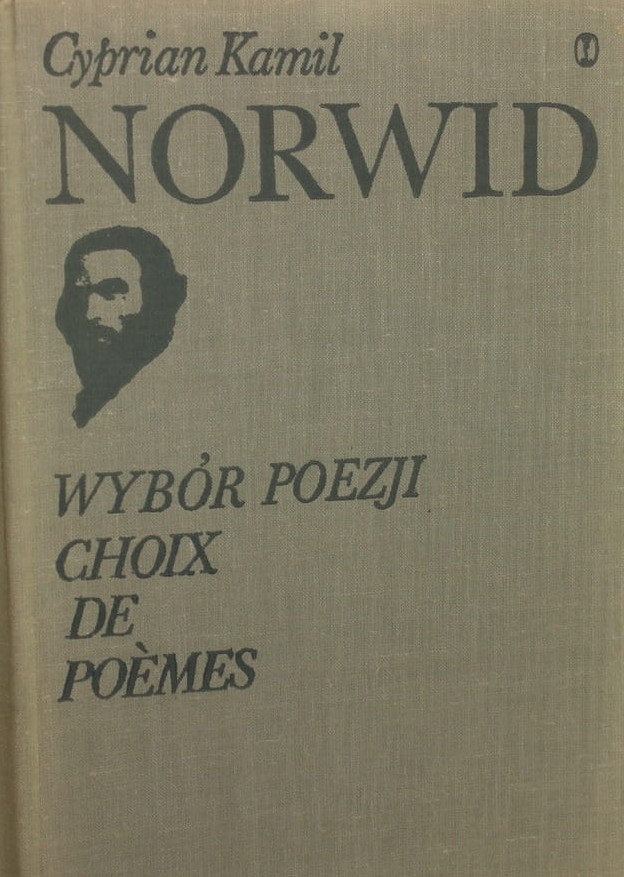 Cyprian Kamil
NORWID
WYBÓR POEZJI
CHOIX
DE
POÈMES